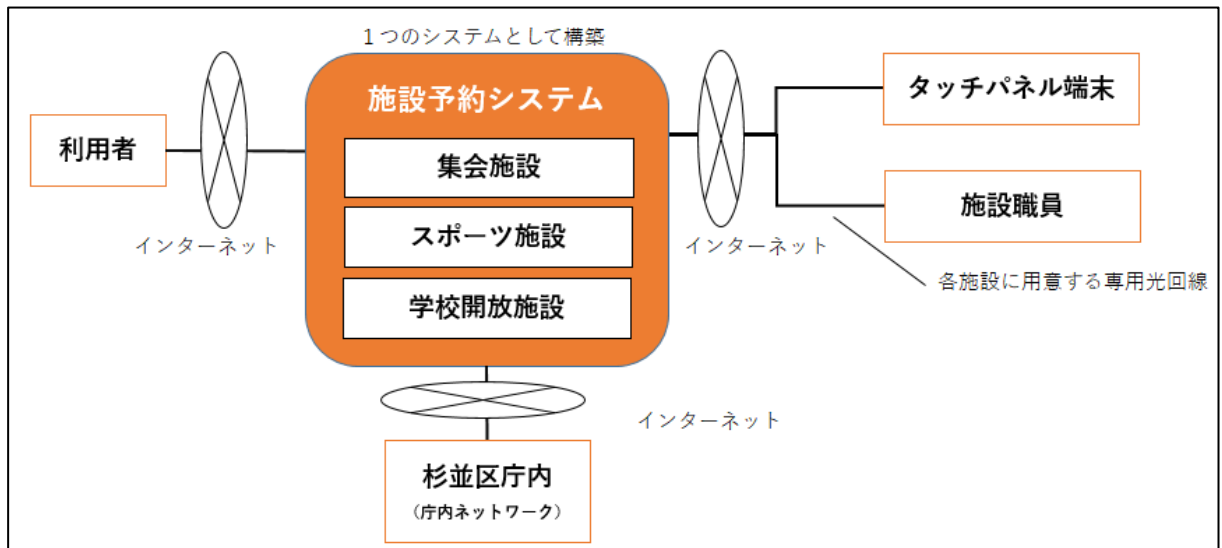 １つのシステムとして構築
施設予約システム
集会施設
スポーツ施設
学校開放施設
利用者
インターネット
インターネット
タッチパネル端末
施設職員
各施設に用意する専用光回線
インターネット
杉並区庁内
（庁内ネットワーク）